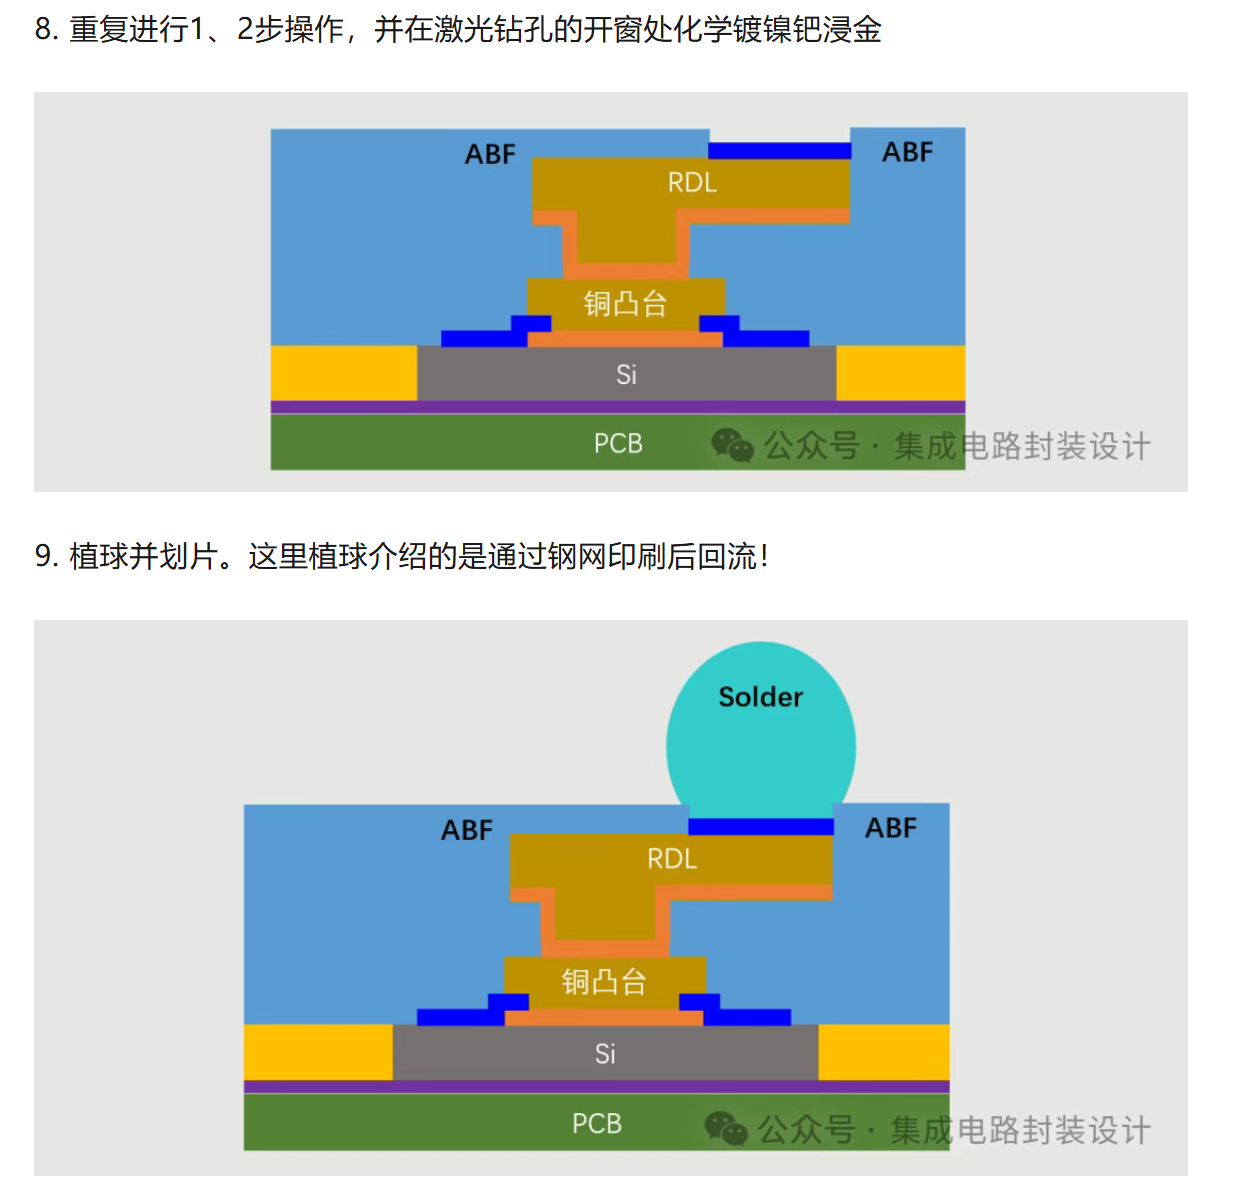 8. 重复进行1、2步操作，并在激光钻孔的开窗处化学镀镍钯浸金
ABF
ABF
RDL
铜凸台
Si
PCB
公众号 · 集成电路封装设计
9. 植球并划片。这里植球介绍的是通过钢网印刷后回流！
Solder
ABF
ABF
RDL
铜凸台
Si
PCB
公众号 · 集成电路封装设计